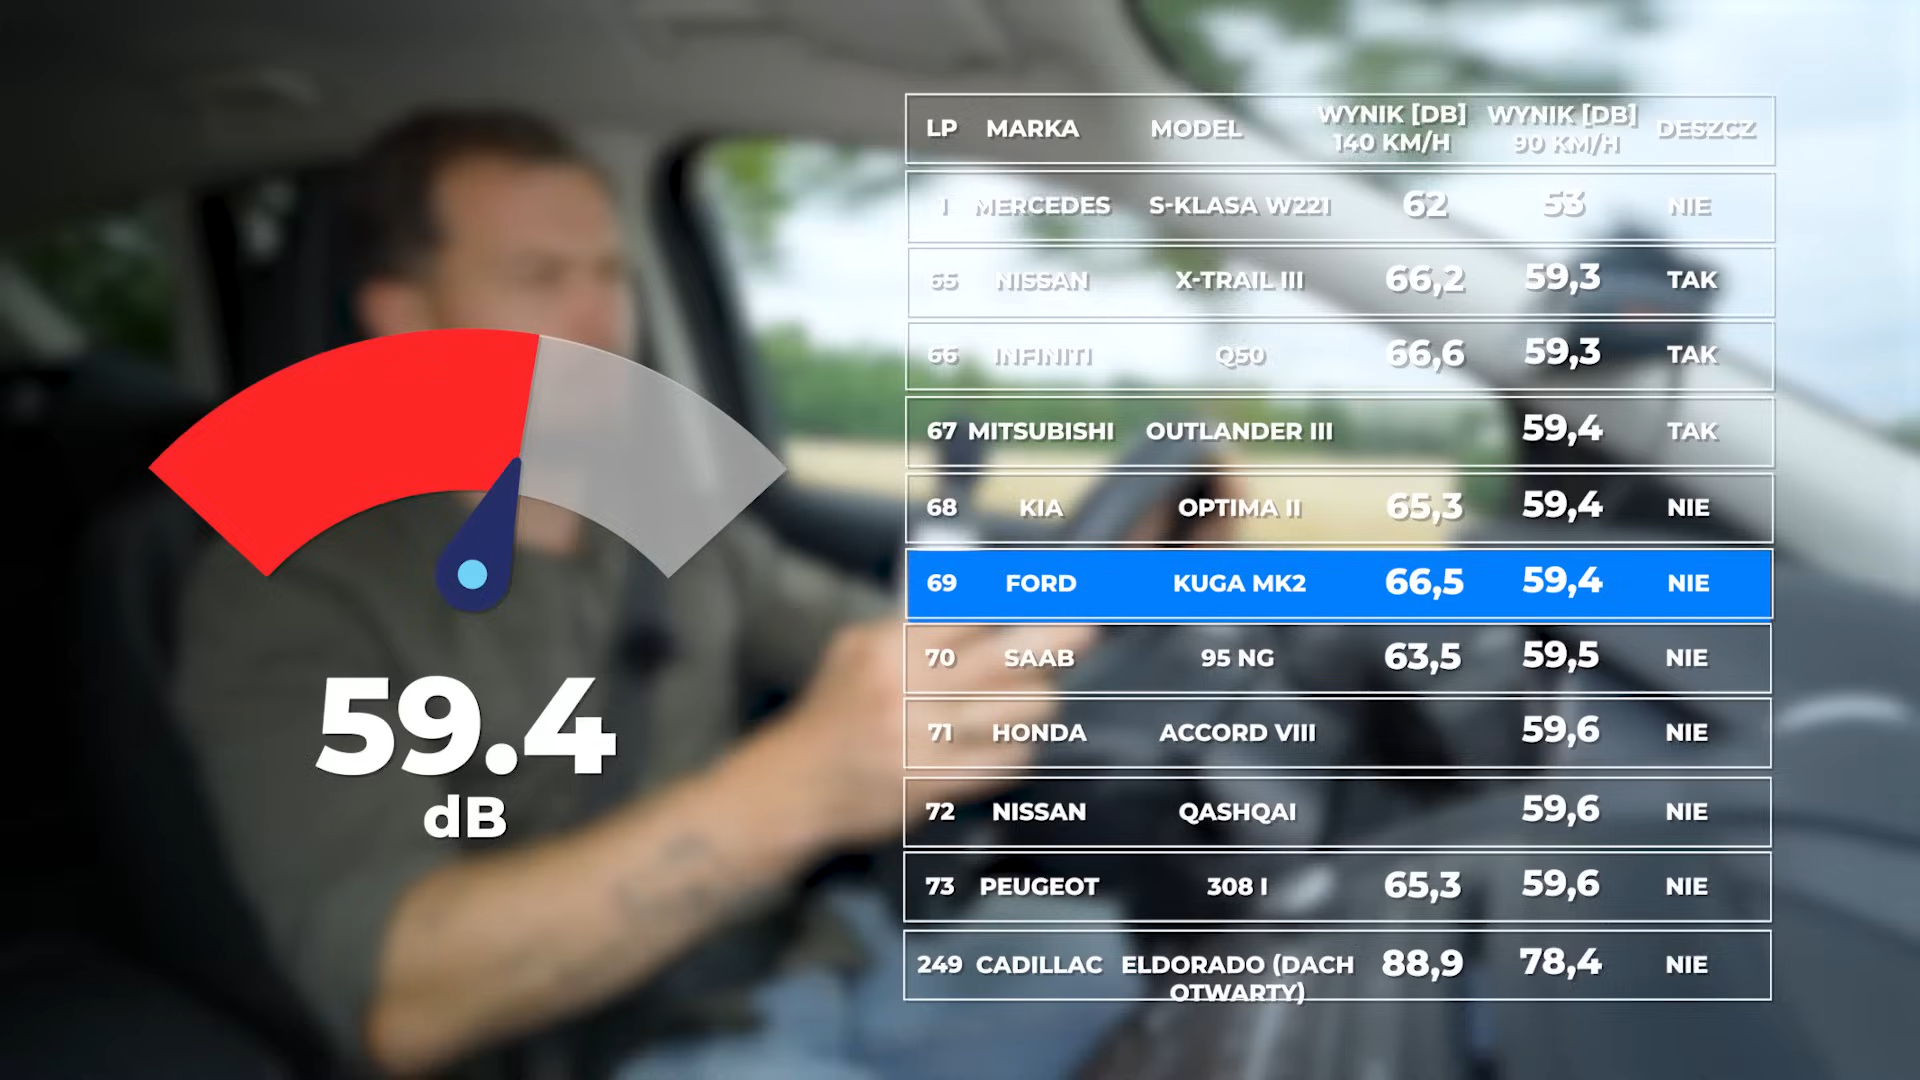 LP MARKA MODEL WYNIK [DB] 140 KM/H WYNIK [DB] 90 KM/H DESZCZ
1 MERCEDES S-KLASA W221 62 53 NIE
65 NISSAN X-TRAIL III 66,2 59,3 TAK
66 INFINITI Q50 66,6 59,3 TAK
67 MITSUBISHI OUTLANDER III 59,4 TAK
68 KIA OPTIMA II 65,3 59,4 NIE
69 FORD KUGA MK2 66,5 59,4 NIE
70 SAAB 95 NG 63,5 59,5 NIE
71 HONDA ACCORD VIII 59,6 NIE
72 NISSAN QASHQAI 59,6 NIE
73 PEUGEOT 308 I 65,3 59,6 NIE
249 CADILLAC ELDORADO (DACH OTWARTY) 88,9 78,4 NIE
59.4
dB